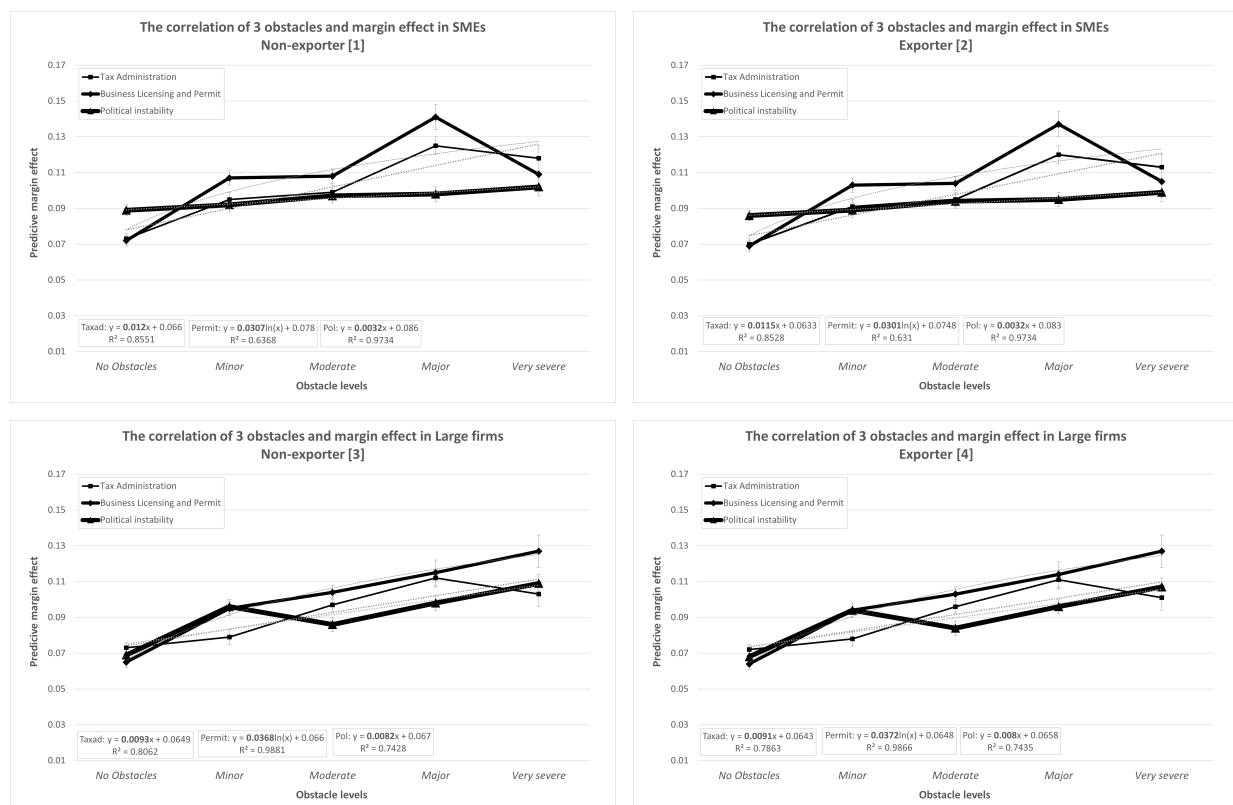 The correlation of 3 obstacles and margin effect in SMEs
Non-exporter [1]
Predicive margin effect
0.17
0.15
0.13
0.11
0.09
0.07
0.05
0.03
0.01
Tax Administration
Business Licensing and Permit
Political instability
Taxad: y = 0.012x + 0.066
R² = 0.8551
Permit: y = 0.0307ln(x) + 0.078
R² = 0.6368
Pol: y = 0.0032x + 0.086
R² = 0.9734
No Obstacles Minor Moderate Major Very severe
Obstacle levels
The correlation of 3 obstacles and margin effect in SMEs
Exporter [2]
Predicive margin effect
0.17
0.15
0.13
0.11
0.09
0.07
0.05
0.03
0.01
Tax Administration
Business Licensing and Permit
Political instability
Taxad: y = 0.0115x + 0.0633
R² = 0.8528
Permit: y = 0.0301ln(x) + 0.0748
R² = 0.631
Pol: y = 0.0032x + 0.083
R² = 0.9734
No Obstacles Minor Moderate Major Very severe
Obstacle levels
The correlation of 3 obstacles and margin effect in Large firms
Non-exporter [3]
Predicive margin effect
0.17
0.15
0.13
0.11
0.09
0.07
0.05
0.03
0.01
Tax Administration
Business Licensing and Permit
Political instability
Taxad: y = 0.0093x + 0.0649
R² = 0.8062
Permit: y = 0.0368ln(x) + 0.066
R² = 0.9881
Pol: y = 0.0082x + 0.067
R² = 0.7428
No Obstacles Minor Moderate Major Very severe
Obstacle levels
The correlation of 3 obstacles and margin effect in Large firms
Exporter [4]
Predicive margin effect
0.17
0.15
0.13
0.11
0.09
0.07
0.05
0.03
0.01
Tax Administration
Business Licensing and Permit
Political instability
Taxad: y = 0.0091x + 0.0643
R² = 0.7863
Permit: y = 0.0372ln(x) + 0.0648
R² = 0.9866
Pol: y = 0.008x + 0.0658
R² = 0.7435
No Obstacles Minor Moderate Major Very severe
Obstacle levels